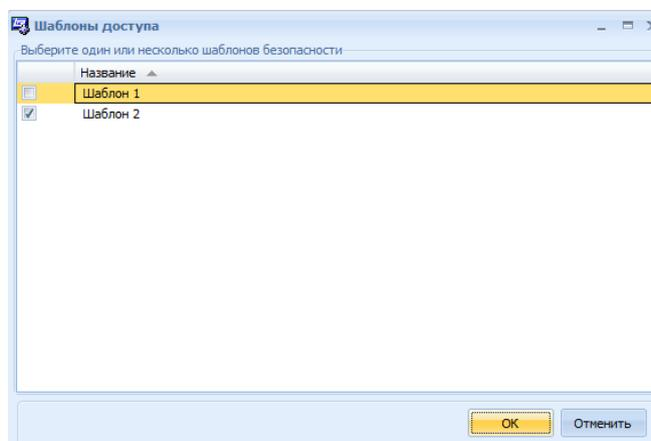 Шаблоны доступа
Выберите один или несколько шаблонов безопасности
Название
Шаблон 1
Шаблон 2
OK
Отменить